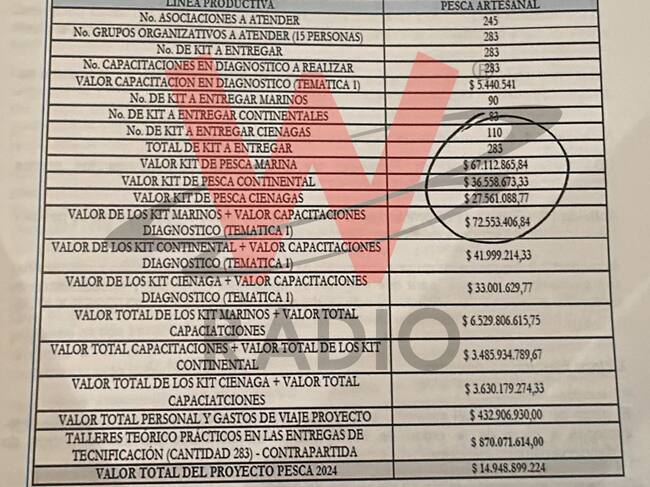 LINEA PRODUCTIVA PESCA ARTESANAL
No. ASOCIACIONES A ATENDER 245
No. GRUPOS ORGANIZATIVOS A ATENDER (15 PERSONAS) 283
No. DE KIT A ENTREGAR 283
No. CAPACITACIONES EN DIAGNOSTICO A REALIZAR 283
VALOR CAPACITACION EN DIAGNOSTICO (TEMATICA 1) $ 5.440.541
No. DE KIT A ENTREGAR MARINOS 90
No. DE KIT A ENTREGAR CONTINENTALES 83
No. DE KIT A ENTREGAR CIENAGAS 110
TOTAL DE KIT A ENTREGAR 283
VALOR KIT DE PESCA MARINA $ 67.112.865,84
VALOR KIT DE PESCA CONTINENTAL $ 36.558.673,33
VALOR KIT DE PESCA CIENAGAS $ 27.561.088,77
VALOR DE LOS KIT MARINOS + VALOR CAPACITACIONES
DIAGNOSTICO (TEMATICA 1) $ 72.553.406,84
VALOR DE LOS KIT CONTINENTAL + VALOR CAPACITACIONES
DIAGNOSTICO (TEMATICA 1) $ 41.999.214,33
VALOR DE LOS KIT CIENAGA + VALOR CAPACITACIONES
DIAGNOSTICO (TEMATICA 1) $ 33.001.629,77
VALOR TOTAL DE LOS KIT MARINOS + VALOR TOTAL
CAPACIATCIONES $ 6.529.806.615,75
VALOR TOTAL CAPACITACIONES + VALOR TOTAL DE LOS KIT
CONTINENTAL $ 3.485.934.789,67
VALOR TOTAL DE LOS KIT CIENAGA + VALOR TOTAL
CAPACIATCIONES $ 3.630.179.274,33
VALOR TOTAL PERSONAL Y GASTOS DE VIAJE PROYECTO $ 432.906.930,00
TALLERES TEORICO PRÁCTICOS EN LAS ENTREGAS DE
TECNIFICACIÓN (CANTIDAD 283) - CONTRAPARTIDA $ 870.071.614,00
VALOR TOTAL DEL PROYECTO PESCA 2024 $ 14.948.899.224
W
RADIO